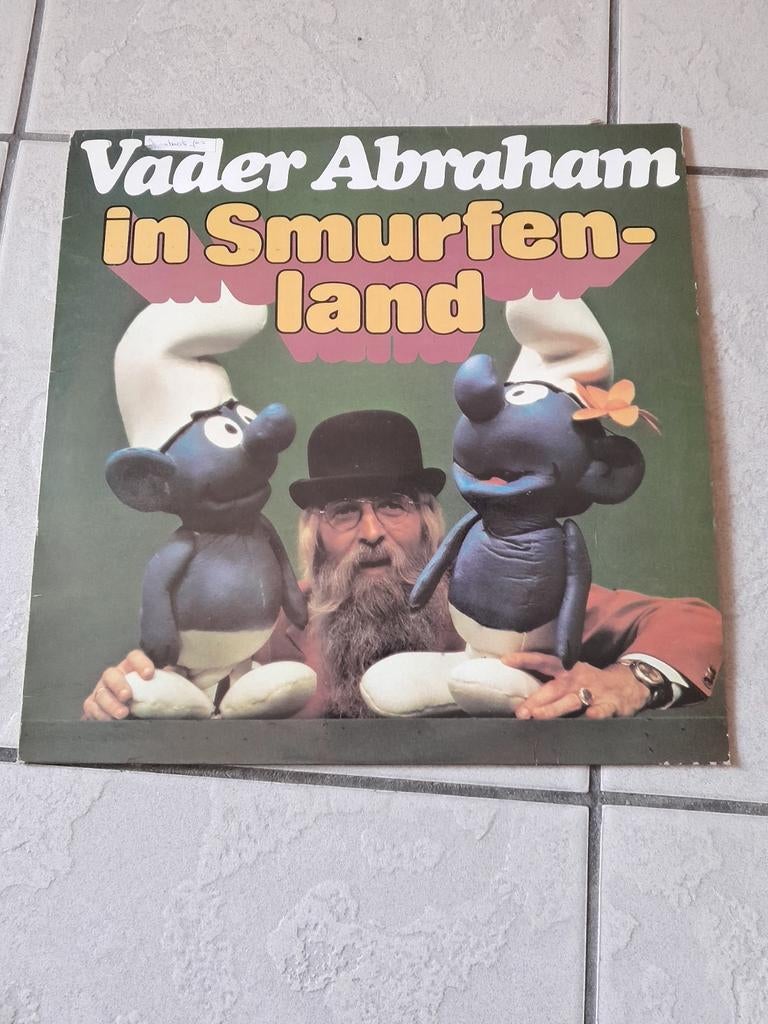 Vader Abraham
in Smurfen-
land